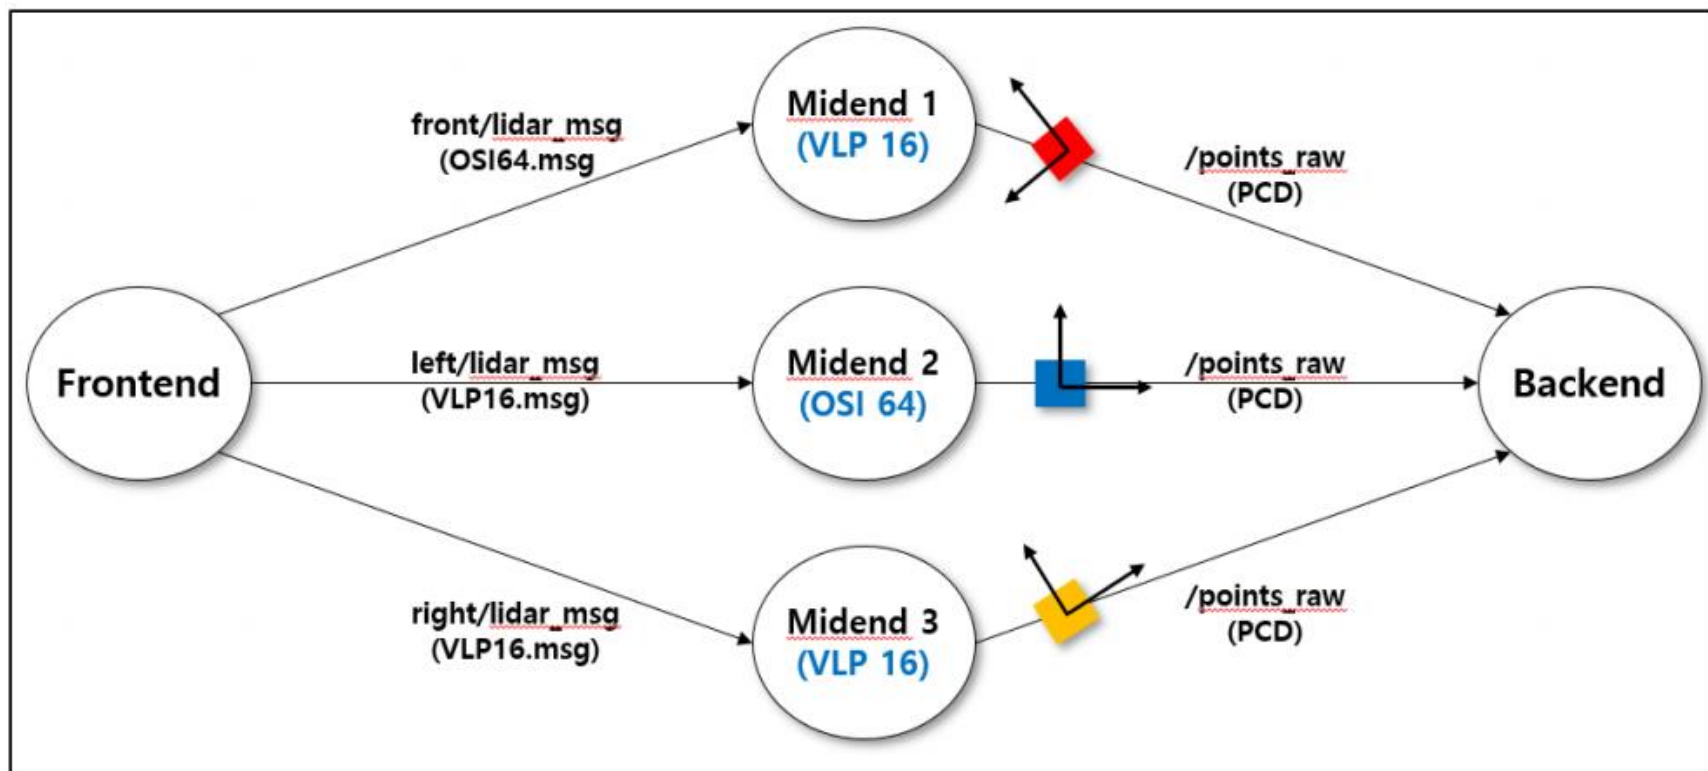 front/lidar_msg
(OSI64.msg
Midend 1
(VLP 16)
/points_raw
(PCD)
Frontend
left/lidar_msg
(VLP16.msg)
Midend 2
(OSI 64)
/points_raw
(PCD)
Backend
right/lidar_msg
(VLP16.msg)
Midend 3
(VLP 16)
/points_raw
(PCD)